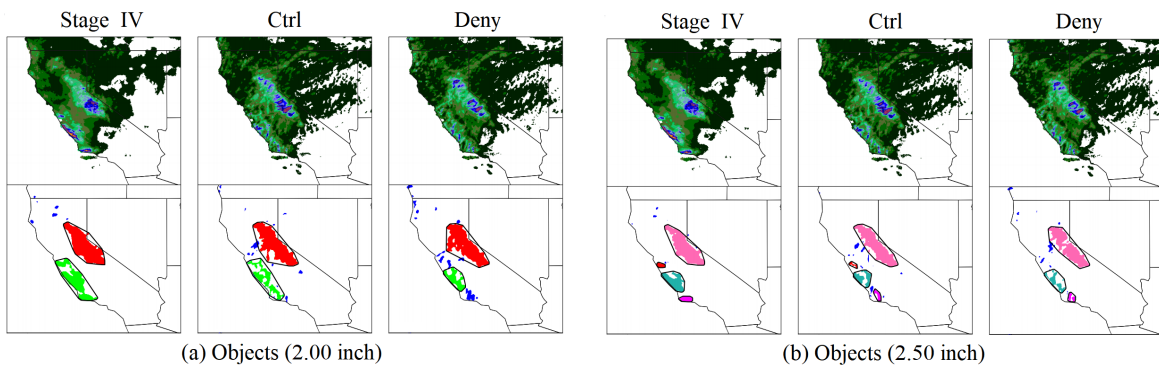 Stage IV Ctrl Deny
(a) Objects (2.00 inch)
Stage IV Ctrl Deny
(b) Objects (2.50 inch)